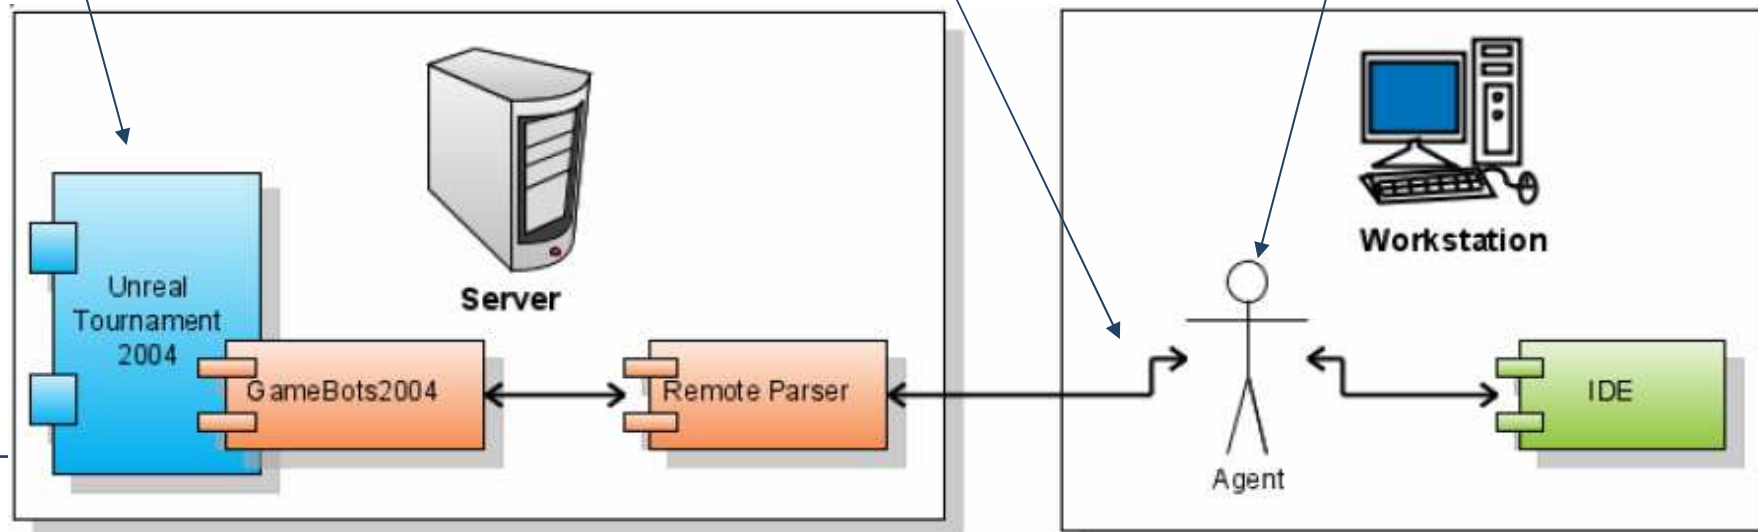 Server
Workstation
Unreal
Tournament
2004
GameBots2004
Remote Parser
Agent
IDE